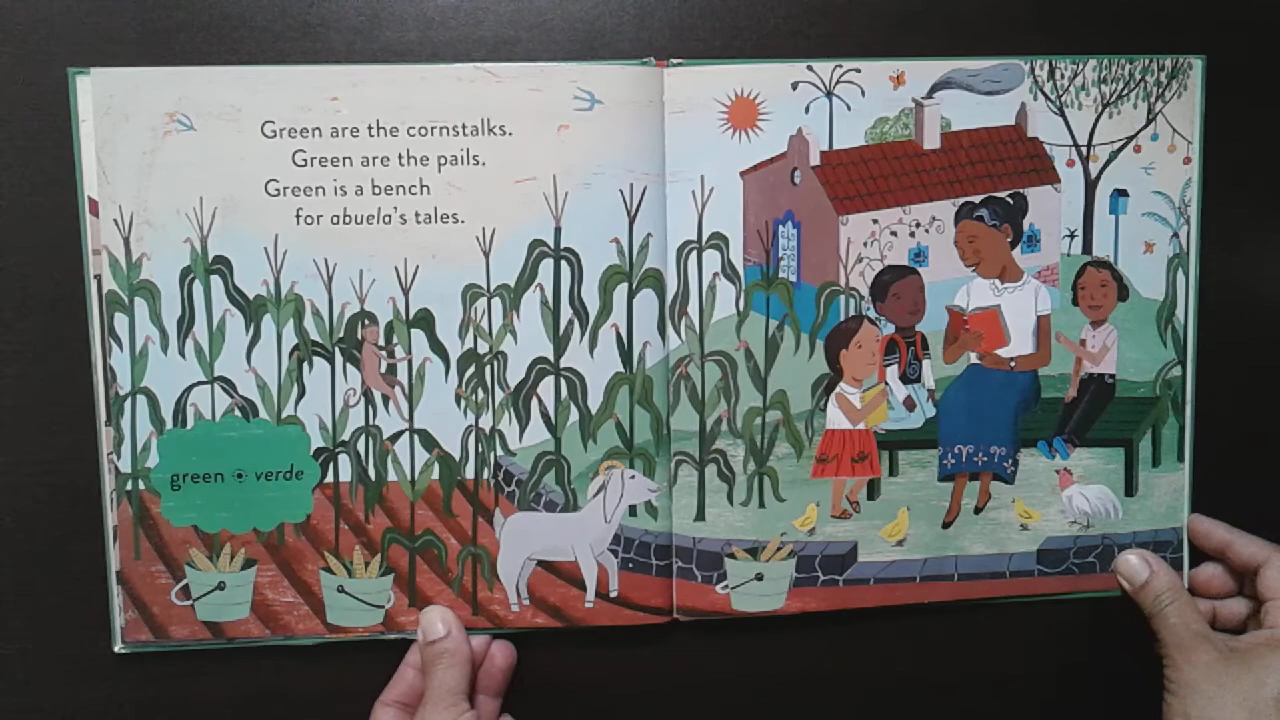 Green are the cornstalks.
Green are the pails.
Green is a bench
for abuela's tales.
green verde